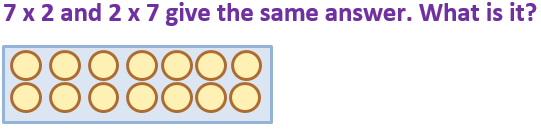 7 x 2 and 2 x 7 give the same answer. What is it?